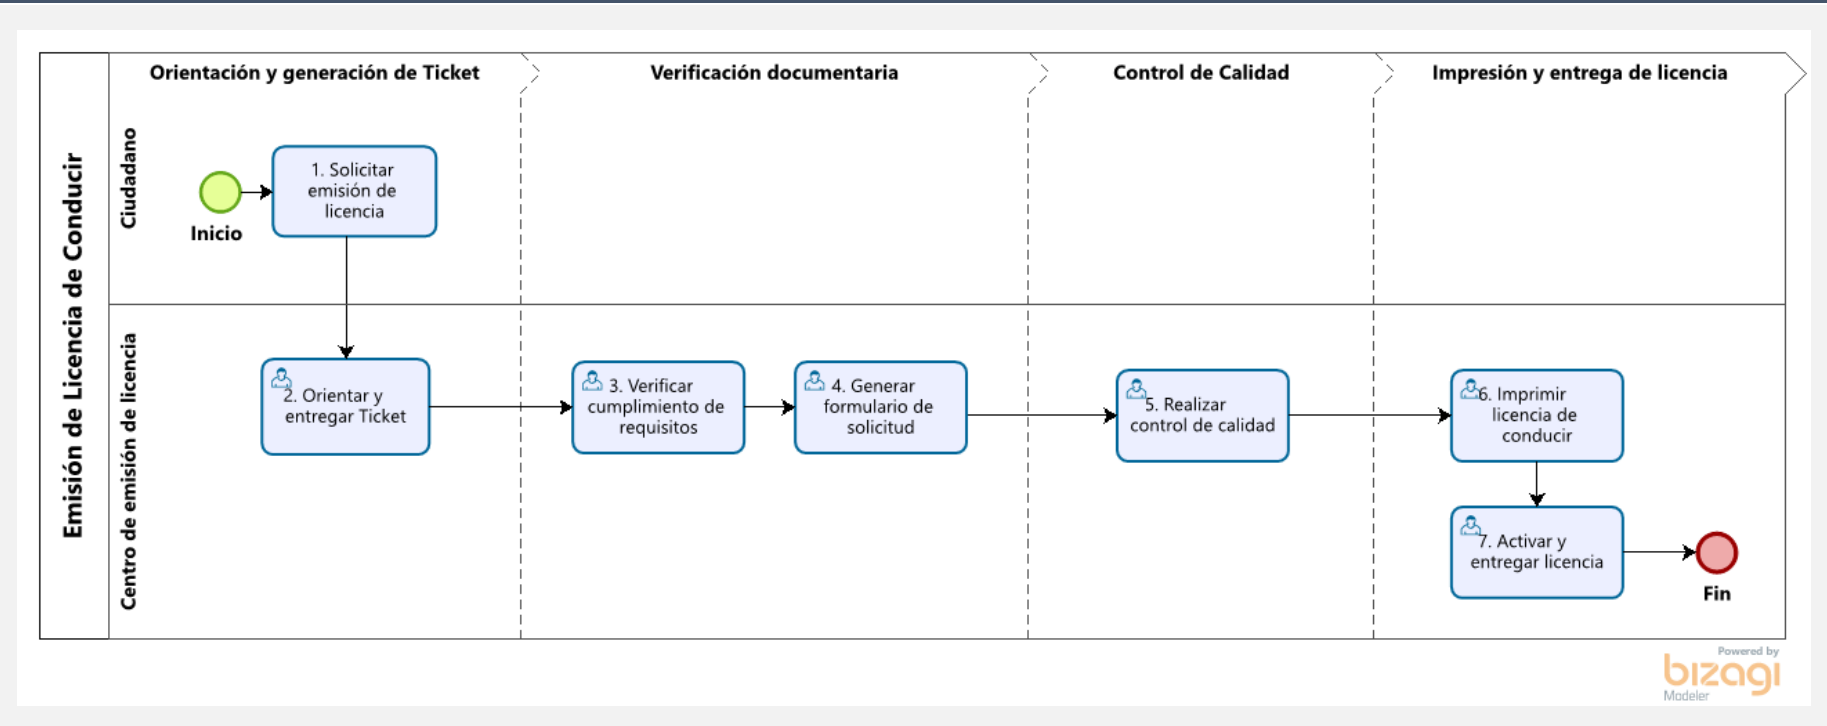 Emisión de Licencia de Conducir
Orientación y generación de Ticket
Verificación documentaria
Control de Calidad
Impresión y entrega de licencia
Ciudadano
Inicio
1. Solicitar
emisión de
licencia
Centro de emisión de licencia
2. Orientar y
entregar Ticket
3. Verificar
cumplimiento de
requisitos
4. Generar
formulario de
solicitud
5. Realizar
control de calidad
6. Imprimir
licencia de
conducir
7. Activar y
entregar licencia
Fin
Powered by
bizagi
Modeler